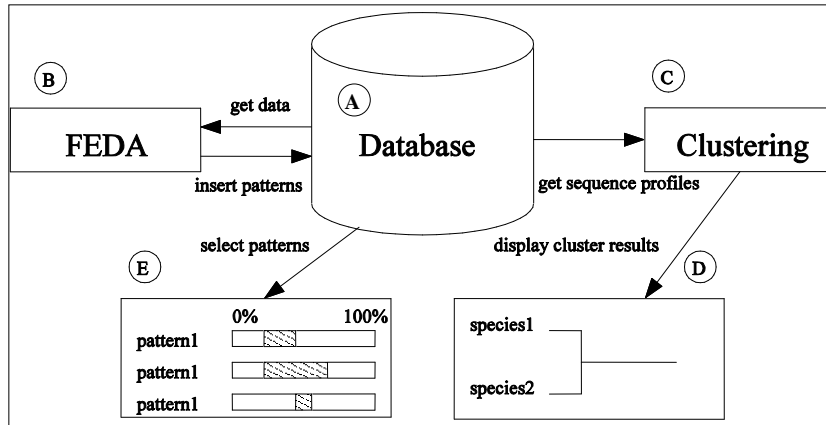 B
FEDA
get data
insert patterns
A
Database
C
Clustering
get sequence profiles
select patterns
display cluster results
E
0% 100%
pattern1
pattern1
pattern1
D
species1
species2